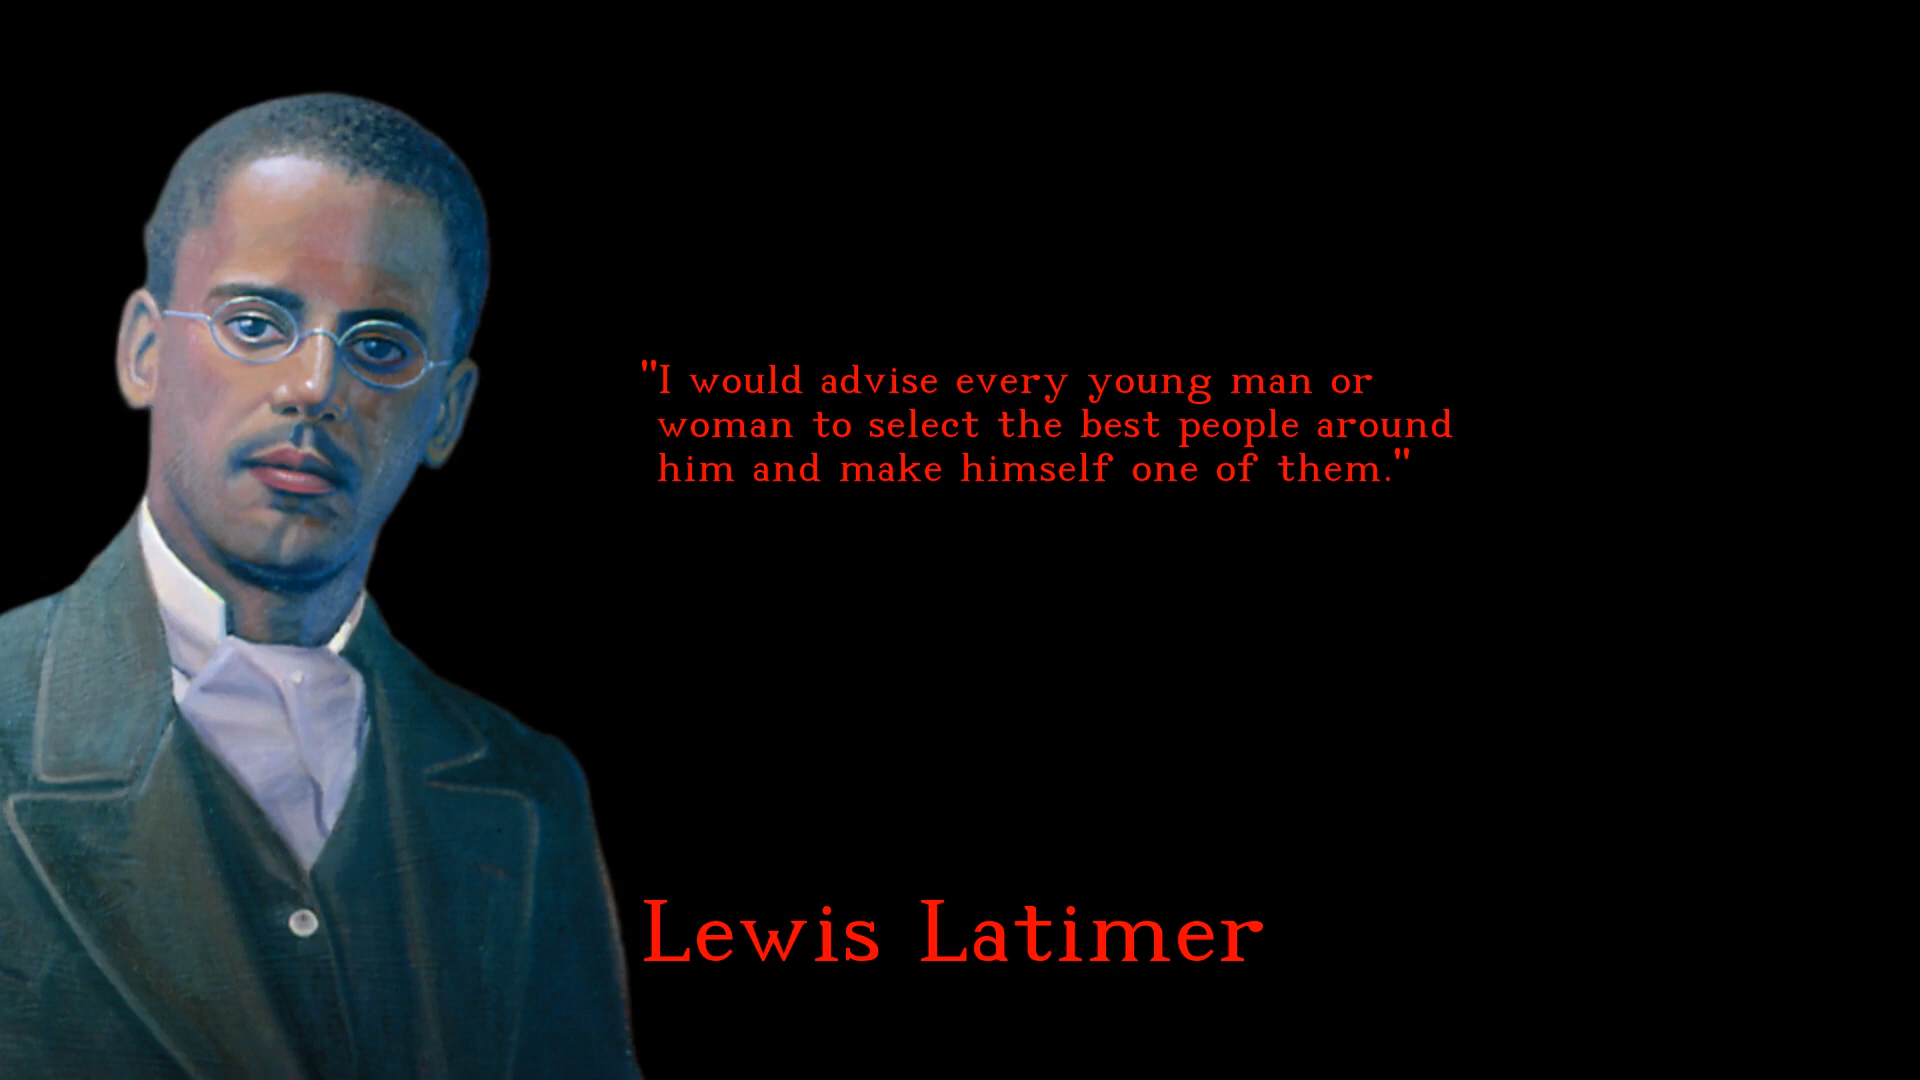 "I would advise every young man or
woman to select the best people around
him and make himself one of them."
Lewis Latimer